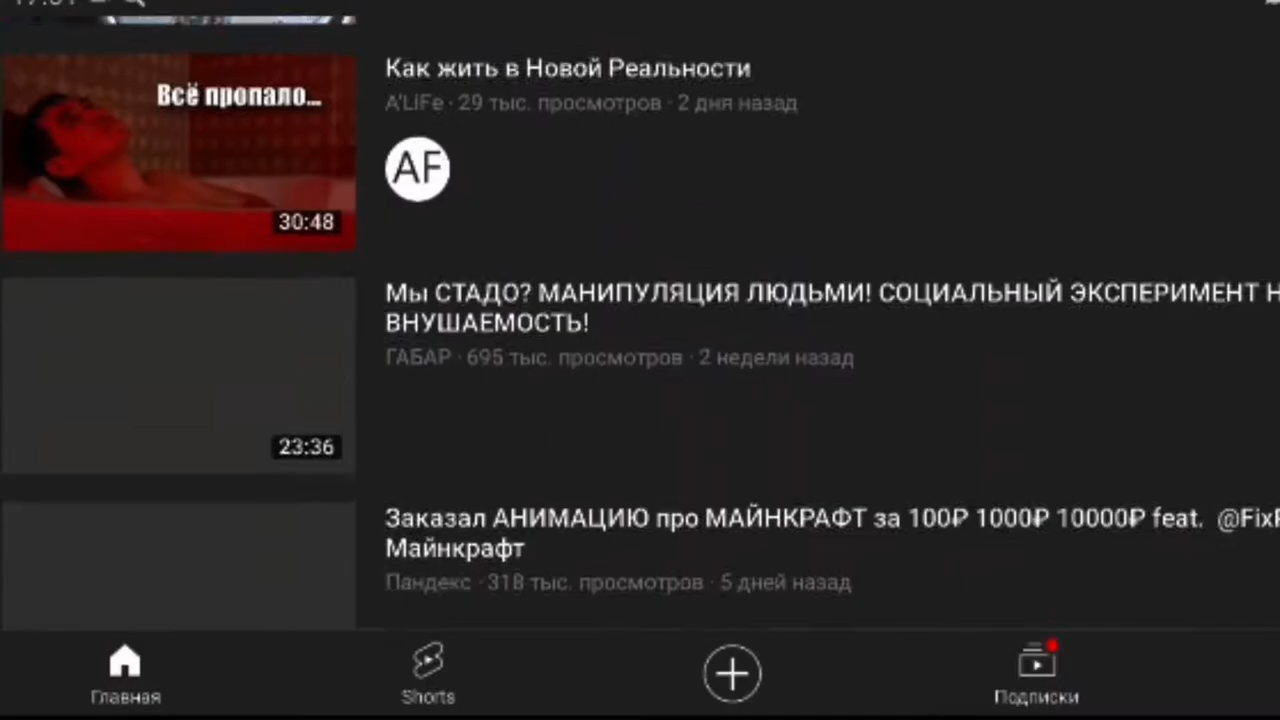 Всё пропало...
30:48
Как жить в Новой Реальности
A'LiFe · 29 тыс. просмотров · 2 дня назад
AF
23:36
Мы СТАДО? МАНИПУЛЯЦИЯ ЛЮДЬМИ! СОЦИАЛЬНЫЙ ЭКСПЕРИМЕНТ Н
ВНУШАЕМОСТЬ!
ГАБАР · 695 тыс. просмотров · 2 недели назад
Заказал АНИМАЦИЮ про МАЙНКРАФТ за 100₽ 1000₽ 10000₽ feat. @Fix
Майнкрафт
Пандекс · 318 тыс. просмотров · 5 дней назад
Главная
Shorts
Подписки